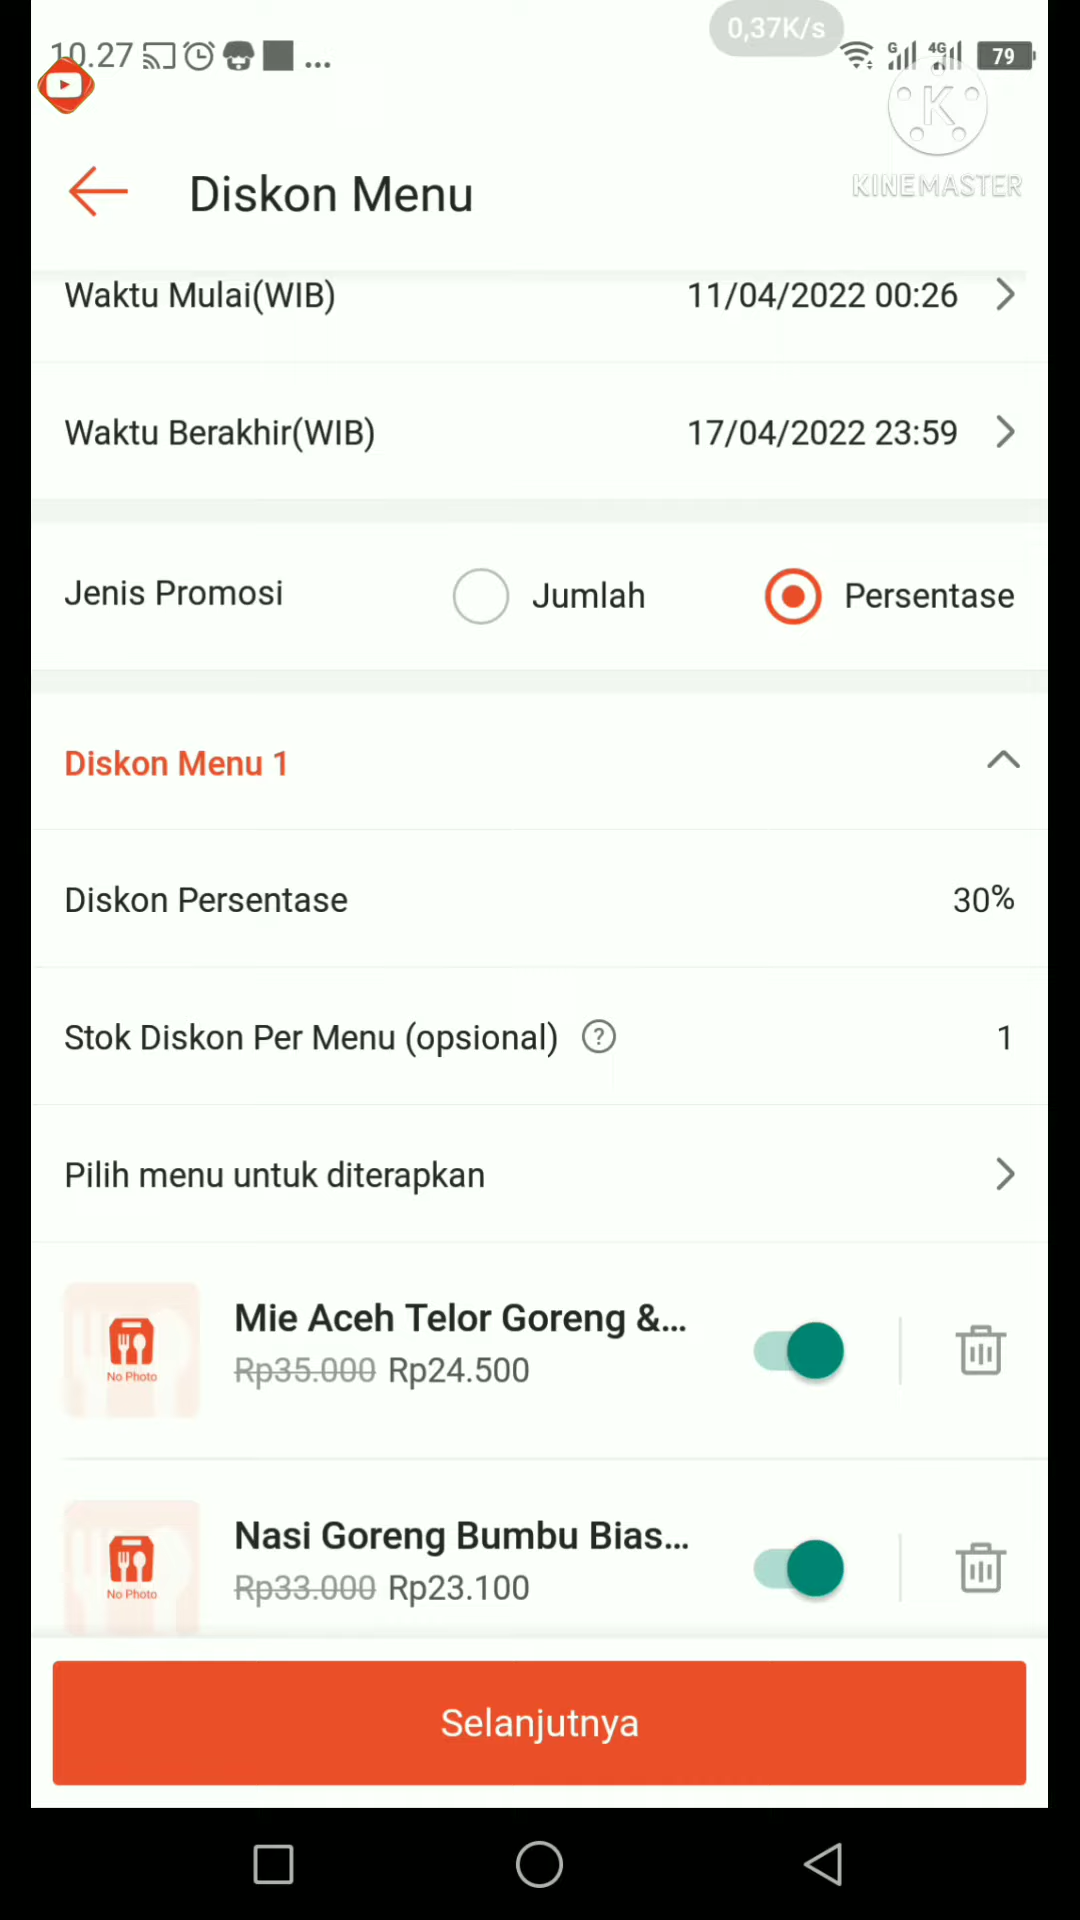 0,37K/s
10.27 ... G 4G 79
K
KINEMASTER
Diskon Menu
Waktu Mulai(WIB) 11/04/2022 00:26
Waktu Berakhir(WIB) 17/04/2022 23:59
Jenis Promosi Jumlah Persentase
Diskon Menu 1
Diskon Persentase 30%
Stok Diskon Per Menu (opsional) ? 1
Pilih menu untuk diterapkan
No Photo
Mie Aceh Telor Goreng &...
Rp35.000 Rp24.500
No Photo
Nasi Goreng Bumbu Bias...
Rp33.000 Rp23.100
Selanjutnya